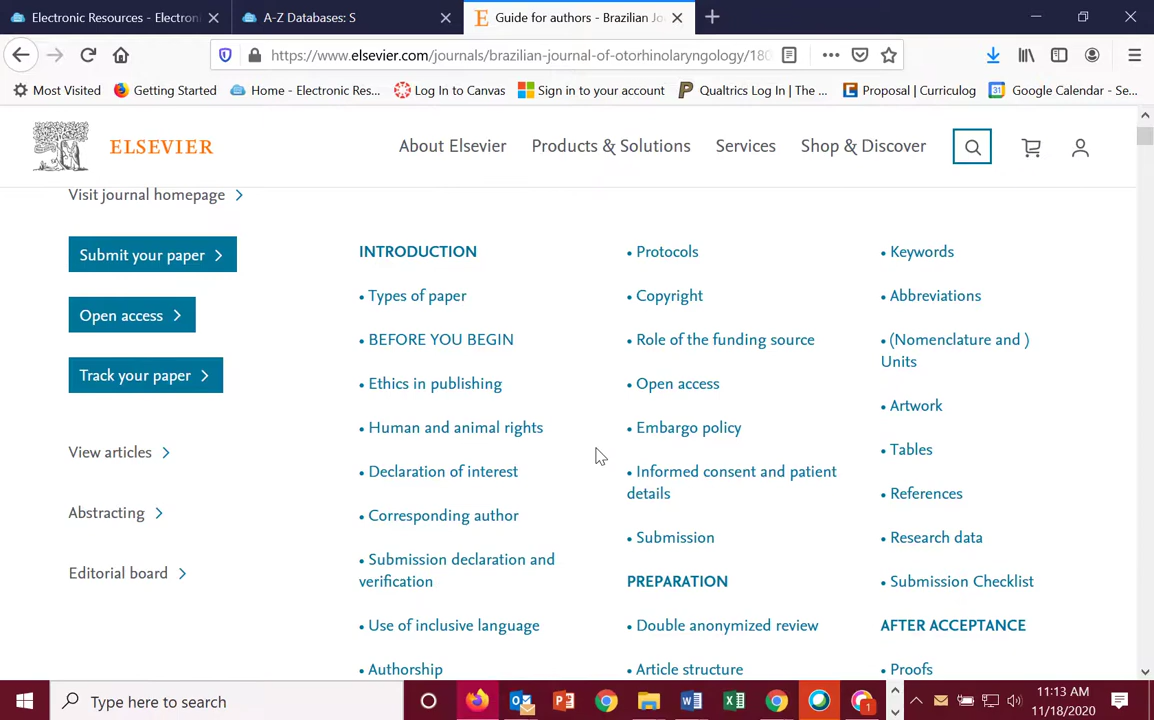 Electronic Resources - Electron
A-Z Databases: S
Guide for authors - Brazilian Jo
https://www.elsevier.com/journals/brazilian-journal-of-otorhinolaryngology/180
Most Visited
Getting Started
Home - Electronic Res...
Log In to Canvas
Sign in to your account
Qualtrics Log In | The ...
Proposal | Curriculog
Google Calendar - Se...
ELSEVIER
About Elsevier
Products & Solutions
Services
Shop & Discover
Visit journal homepage
Submit your paper
Open access
Track your paper
View articles
Abstracting
Editorial board
INTRODUCTION
• Types of paper
• BEFORE YOU BEGIN
• Ethics in publishing
• Human and animal rights
• Declaration of interest
• Corresponding author
• Submission declaration and
verification
• Use of inclusive language
• Authorship
• Protocols
• Copyright
• Role of the funding source
• Open access
• Embargo policy
• Informed consent and patient
details
• Submission
PREPARATION
• Double anonymized review
• Article structure
• Keywords
• Abbreviations
• (Nomenclature and )
Units
• Artwork
• Tables
• References
• Research data
• Submission Checklist
AFTER ACCEPTANCE
• Proofs
Type here to search
11:13 AM
11/18/2020